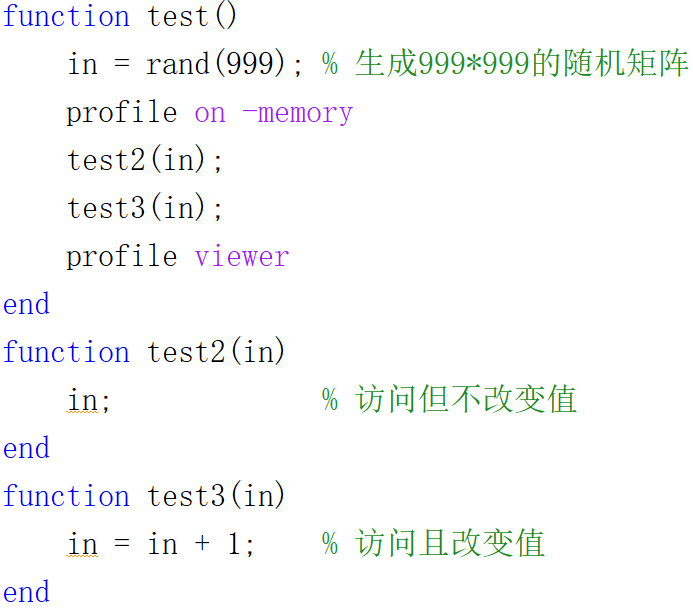 function test()
    in = rand(999); % 生成999*999的随机矩阵
    profile on -memory
    test2(in);
    test3(in);
    profile viewer
end
function test2(in)
    in;             % 访问但不改变值
end
function test3(in)
    in = in + 1;    % 访问且改变值
end